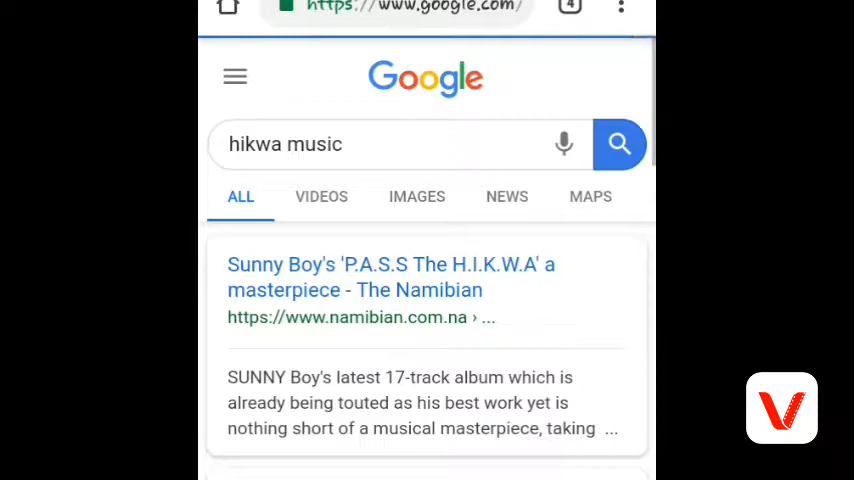 https://www.google.com/
4
Google
hikwa music
ALL VIDEOS IMAGES NEWS MAPS
Sunny Boy's 'P.A.S.S The H.I.K.W.A' a
masterpiece - The Namibian
https://www.namibian.com.na › ...
SUNNY Boy's latest 17-track album which is
already being touted as his best work yet is
nothing short of a musical masterpiece, taking ...